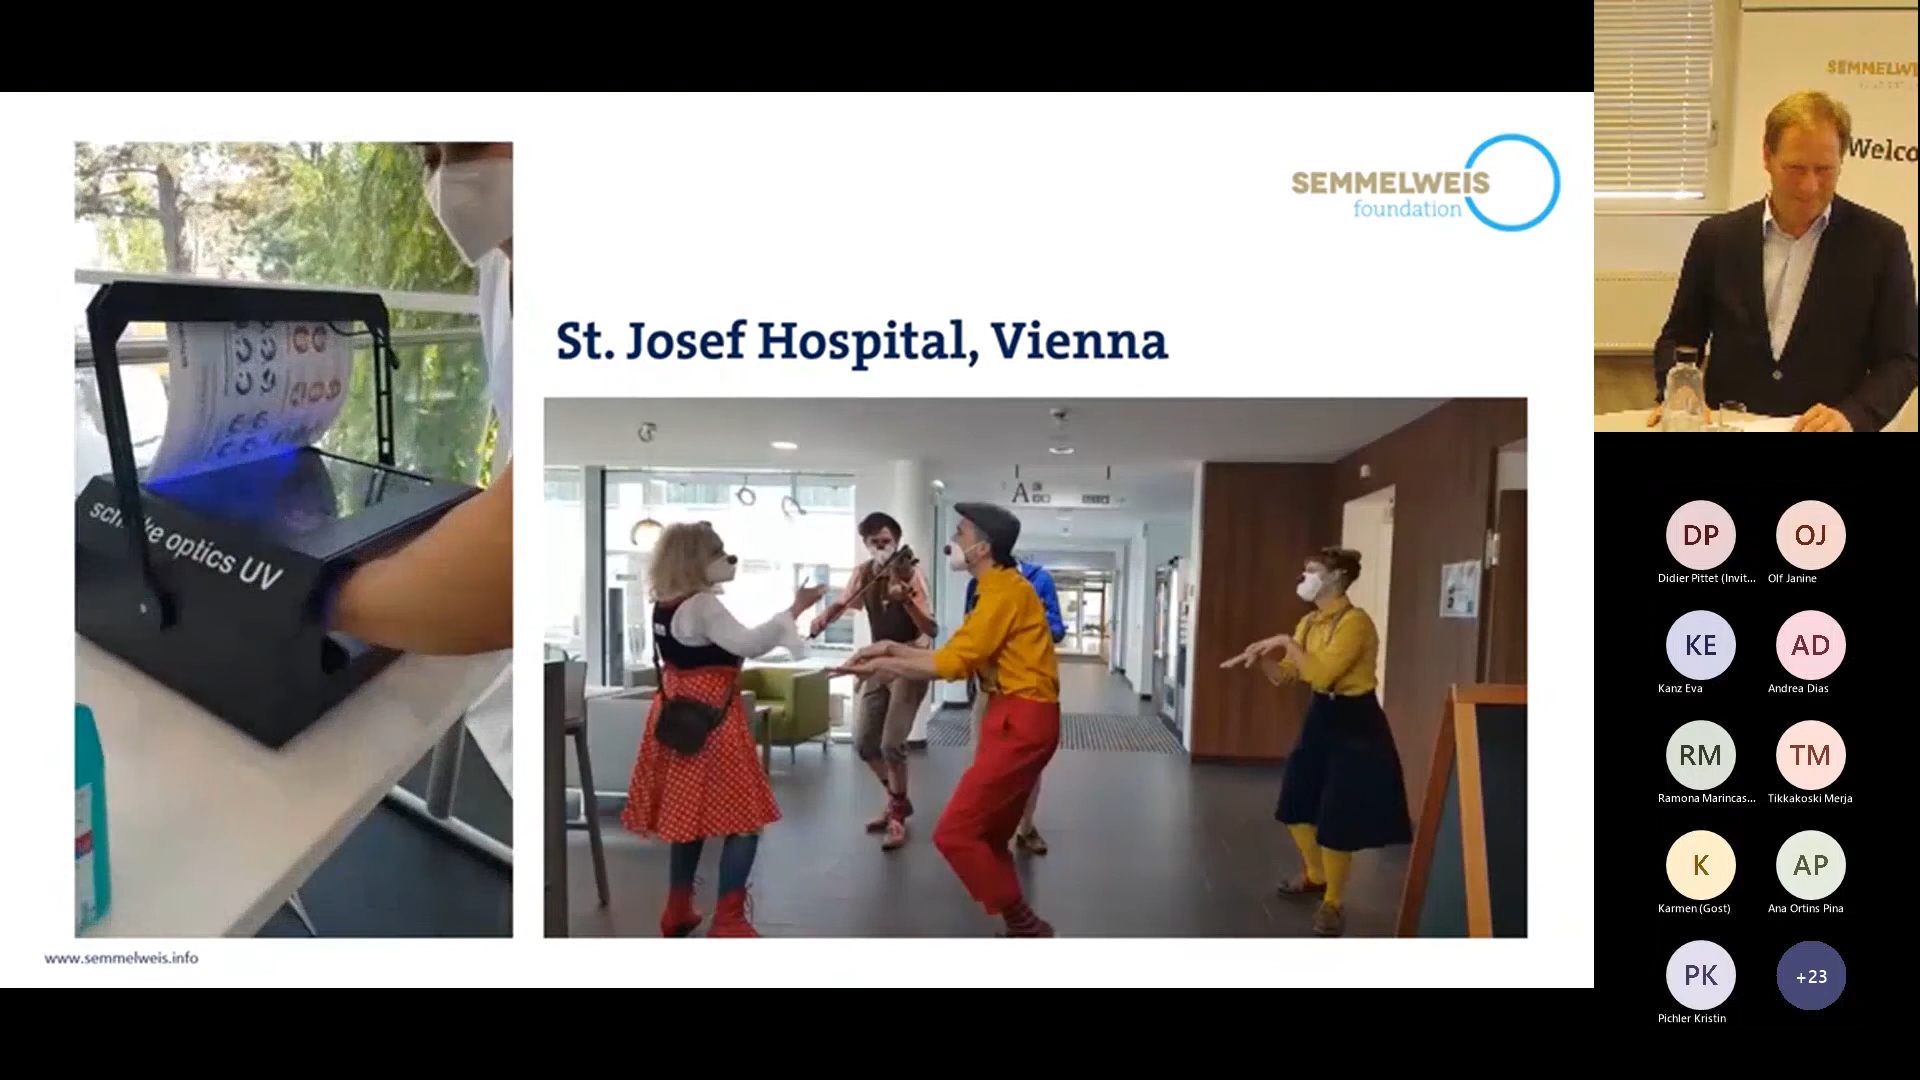 SEMMELWEIS
foundation
St. Josef Hospital, Vienna
optics UV
A
www.semmelweis.info
Welco
DP
Didier Pittet (Invit...
OJ
Olf Janine
KE
Kanz Eva
AD
Andrea Dias
RM
Ramona Marincas...
TM
Tikkakoski Merja
K
Karmen (Gost)
AP
Ana Ortins Pina
PK
Pichler Kristin
+23